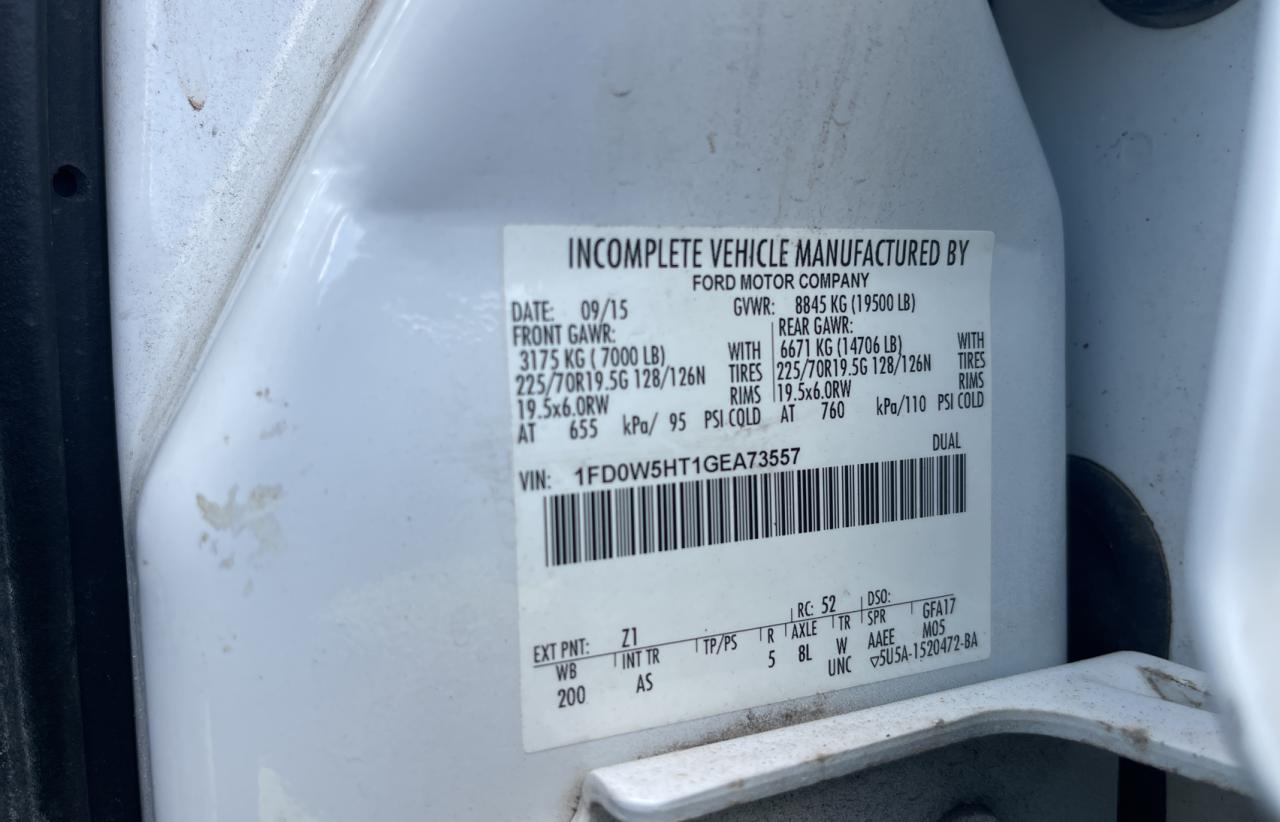 INCOMPLETE VEHICLE MANUFACTURED BY
FORD MOTOR COMPANY
DATE: 09/15 GVWR: 8845 KG (19500 LB)
FRONT GAWR: REAR GAWR:
3175 KG ( 7000 LB) WITH 6671 KG (14706 LB) WITH
225/70R19.5G 128/126N TIRES 225/70R19.5G 128/126N TIRES
19.5x6.0RW RIMS 19.5x6.0RW RIMS
AT 655 kPa/ 95 PSI COLD AT 760 kPa/110 PSI COLD
DUAL
VIN: 1FD0W5HT1GEA73557
EXT PNT: Z1 RC: 52 DSO:
WB INT TR TP/PS R AXLE TR SPR GFA17
200 AS 5 8L W AAEE M05
UNC ▽5U5A-1520472-BA